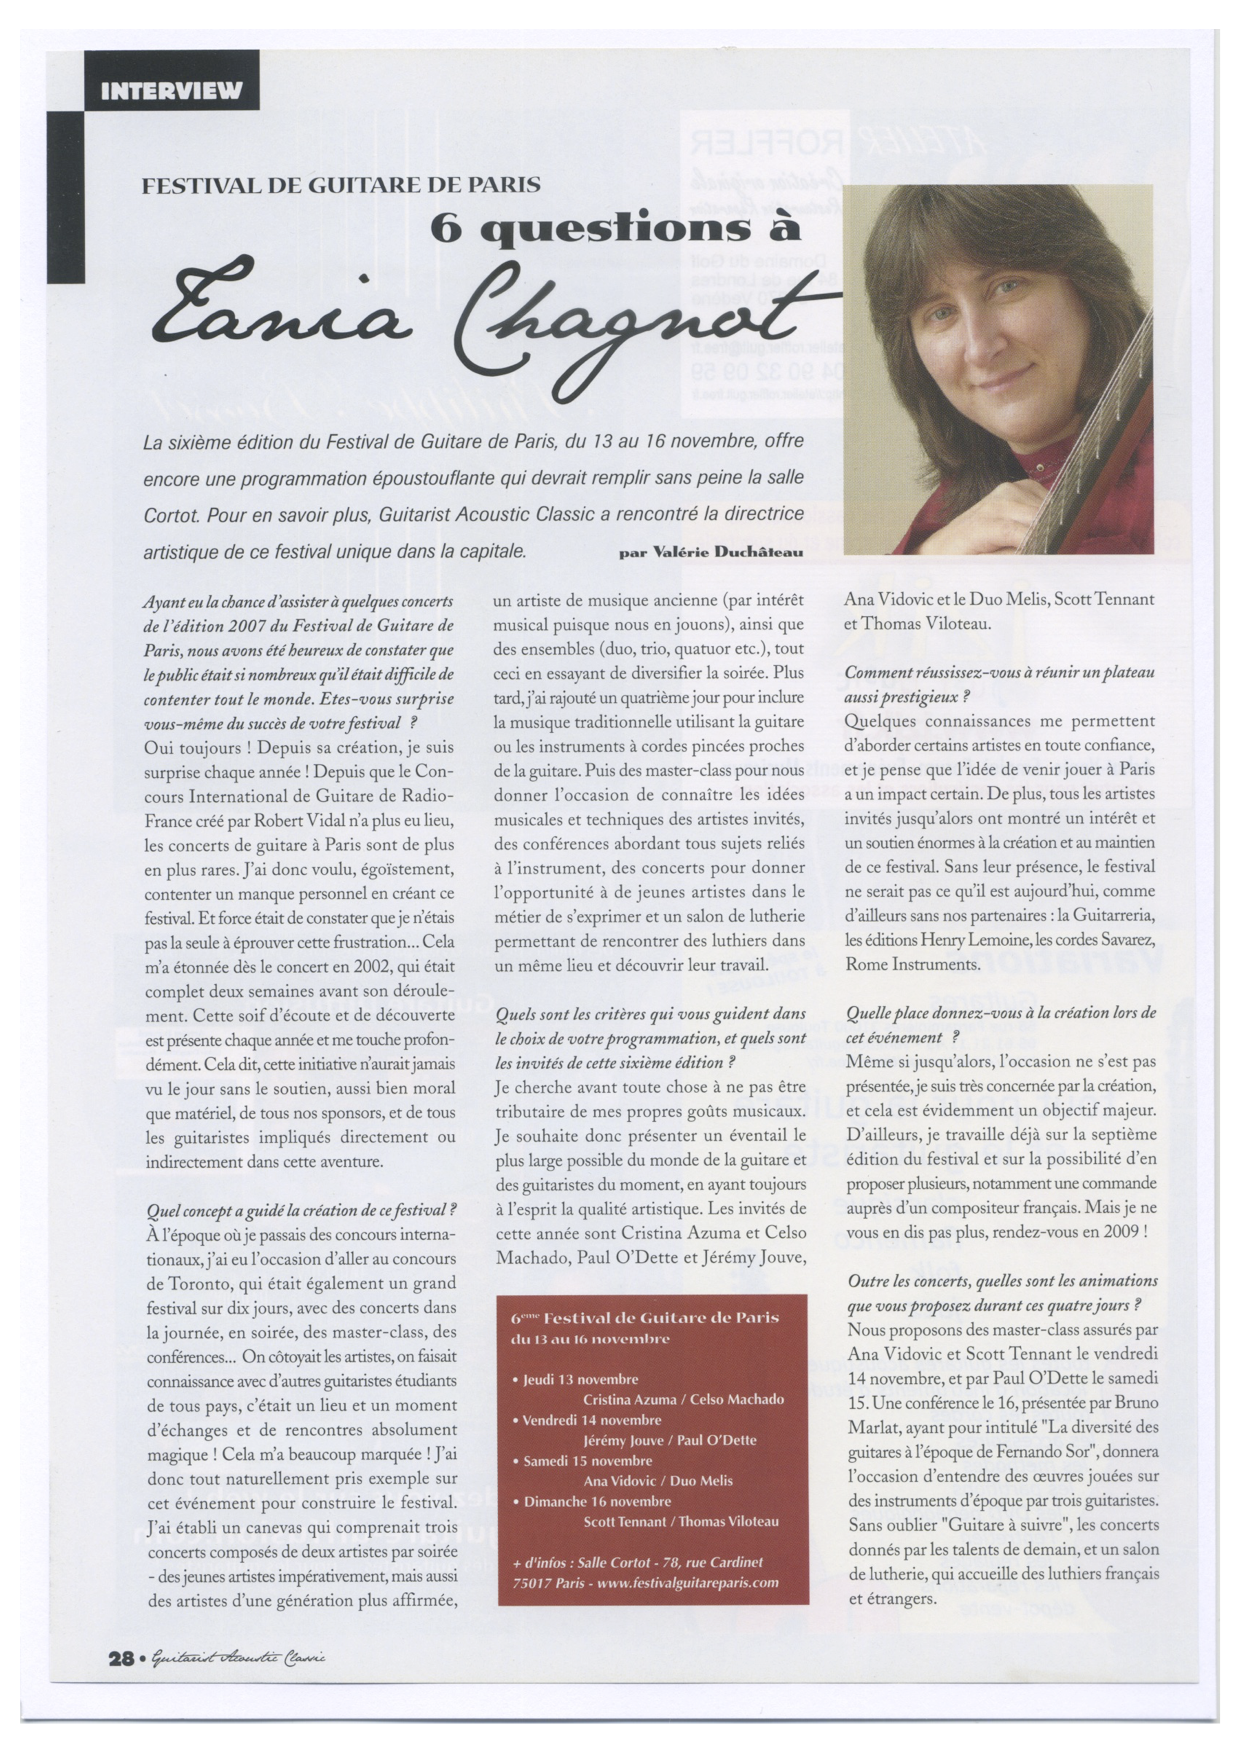 INTERVIEW
FESTIVAL DE GUITARE DE PARIS
6 questions à
Tania Chagnot
La sixième édition du Festival de Guitare de Paris, du 13 au 16 novembre, offre
encore une programmation époustouflante qui devrait remplir sans peine la salle
Cortot. Pour en savoir plus, Guitarist Acoustic Classic a rencontré la directrice
artistique de ce festival unique dans la capitale.
par Valérie Duchâteau
Ayant eu la chance d'assister à quelques concerts
de l'édition 2007 du Festival de Guitare de
Paris, nous avons été heureux de constater que
le public était si nombreux qu'il était difficile de
contenter tout le monde. Etes-vous surprise
vous-même du succès de votre festival ?
Oui toujours ! Depuis sa création, je suis
surprise chaque année ! Depuis que le Con-
cours International de Guitare de Radio-
France créé par Robert Vidal n'a plus eu lieu,
les concerts de guitare à Paris sont de plus
en plus rares. J'ai donc voulu, égoïstement,
contenter un manque personnel en créant ce
festival. Et force était de constater que je n'étais
pas la seule à éprouver cette frustration... Cela
m'a étonnée dès le concert en 2002, qui était
complet deux semaines avant son déroule-
ment. Cette soif d'écoute et de découverte
est présente chaque année et me touche profon-
dément. Cela dit, cette initiative n'aurait jamais
vu le jour sans le soutien, aussi bien moral
que matériel, de tous nos sponsors, et de tous
les guitaristes impliqués directement ou
indirectement dans cette aventure.
Quel concept a guidé la création de ce festival ?
À l'époque où je passais des concours interna-
tionaux, j'ai eu l'occasion d'aller au concours
de Toronto, qui était également un grand
festival sur dix jours, avec des concerts dans
la journée, en soirée, des master-class, des
conférences... On côtoyait les artistes, on faisait
connaissance avec d'autres guitaristes étudiants
de tous pays, c'était un lieu et un moment
d'échanges et de rencontres absolument
magique ! Cela m'a beaucoup marquée ! J'ai
donc tout naturellement pris exemple sur
cet événement pour construire le festival.
J'ai établi un canevas qui comprenait trois
concerts composés de deux artistes par soirée
- des jeunes artistes impérativement, mais aussi
des artistes d'une génération plus affirmée,
un artiste de musique ancienne (par intérêt
musical puisque nous en jouons), ainsi que
des ensembles (duo, trio, quatuor etc.), tout
ceci en essayant de diversifier la soirée. Plus
tard, j'ai rajouté un quatrième jour pour inclure
la musique traditionnelle utilisant la guitare
ou les instruments à cordes pincées proches
de la guitare. Puis des master-class pour nous
donner l'occasion de connaître les idées
musicales et techniques des artistes invités,
des conférences abordant tous sujets reliés
à l'instrument, des concerts pour donner
l'opportunité à de jeunes artistes dans le
métier de s'exprimer et un salon de lutherie
permettant de rencontrer des luthiers dans
un même lieu et découvrir leur travail.
Quels sont les critères qui vous guident dans
le choix de votre programmation, et quels sont
les invités de cette sixième édition ?
Je cherche avant toute chose à ne pas être
tributaire de mes propres goûts musicaux.
Je souhaite donc présenter un éventail le
plus large possible du monde de la guitare et
des guitaristes du moment, en ayant toujours
à l'esprit la qualité artistique. Les invités de
cette année sont Cristina Azuma et Celso
Machado, Paul O'Dette et Jérémy Jouve,
6eme Festival de Guitare de Paris
du 13 au 16 novembre
• Jeudi 13 novembre
Cristina Azuma / Celso Machado
• Vendredi 14 novembre
Jérémy Jouve / Paul O'Dette
• Samedi 15 novembre
Ana Vidovic / Duo Melis
• Dimanche 16 novembre
Scott Tennant / Thomas Viloteau
+ d'infos : Salle Cortot - 78, rue Cardinet
75017 Paris - www.festivalguitareparis.com
Ana Vidovic et le Duo Melis, Scott Tennant
et Thomas Viloteau.
Comment réussissez-vous à réunir un plateau
aussi prestigieux ?
Quelques connaissances me permettent
d'aborder certains artistes en toute confiance,
et je pense que l'idée de venir jouer à Paris
a un impact certain. De plus, tous les artistes
invités jusqu'alors ont montré un intérêt et
un soutien énormes à la création et au maintien
de ce festival. Sans leur présence, le festival
ne serait pas ce qu'il est aujourd'hui, comme
d'ailleurs sans nos partenaires : la Guitarreria,
les éditions Henry Lemoine, les cordes Savarez,
Rome Instruments.
Quelle place donnez-vous à la création lors de
cet événement ?
Même si jusqu'alors, l'occasion ne s'est pas
présentée, je suis très concernée par la création,
et cela est évidemment un objectif majeur.
D'ailleurs, je travaille déjà sur la septième
édition du festival et sur la possibilité d'en
proposer plusieurs, notamment une commande
auprès d'un compositeur français. Mais je ne
vous en dis pas plus, rendez-vous en 2009 !
Outre les concerts, quelles sont les animations
que vous proposez durant ces quatre jours ?
Nous proposons des master-class assurés par
Ana Vidovic et Scott Tennant le vendredi
14 novembre, et par Paul O'Dette le samedi
15. Une conférence le 16, présentée par Bruno
Marlat, ayant pour intitulé "La diversité des
guitares à l'époque de Fernando Sor", donnera
l'occasion d'entendre des œuvres jouées sur
des instruments d'époque par trois guitaristes.
Sans oublier "Guitare à suivre", les concerts
donnés par les talents de demain, et un salon
de lutherie, qui accueille des luthiers français
et étrangers.
28 • Guitarist Acoustic Classic